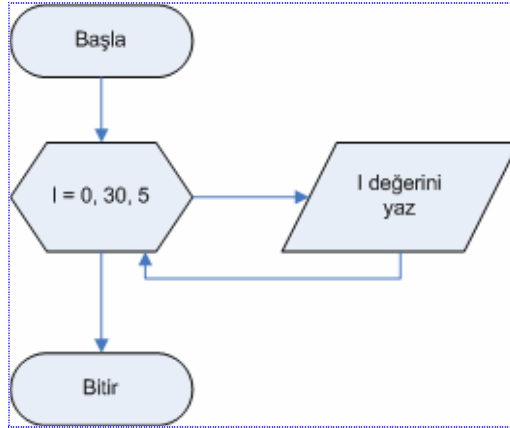 Başla
I = 0, 30, 5
I değerini
yaz
Bitir